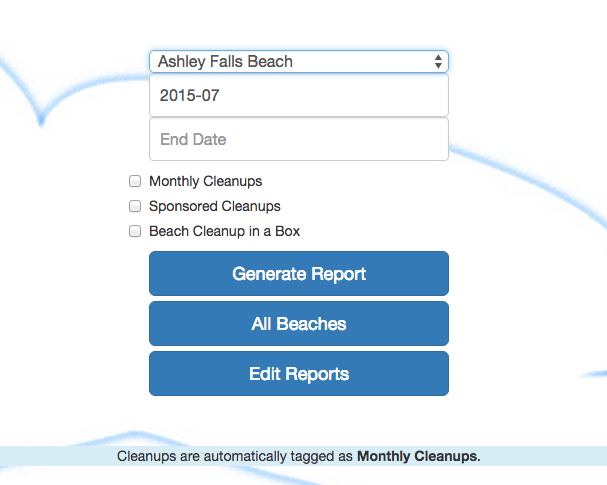 Ashley Falls Beach
2015-07
End Date
Monthly Cleanups
Sponsored Cleanups
Beach Cleanup in a Box
Generate Report
All Beaches
Edit Reports
Cleanups are automatically tagged as Monthly Cleanups.